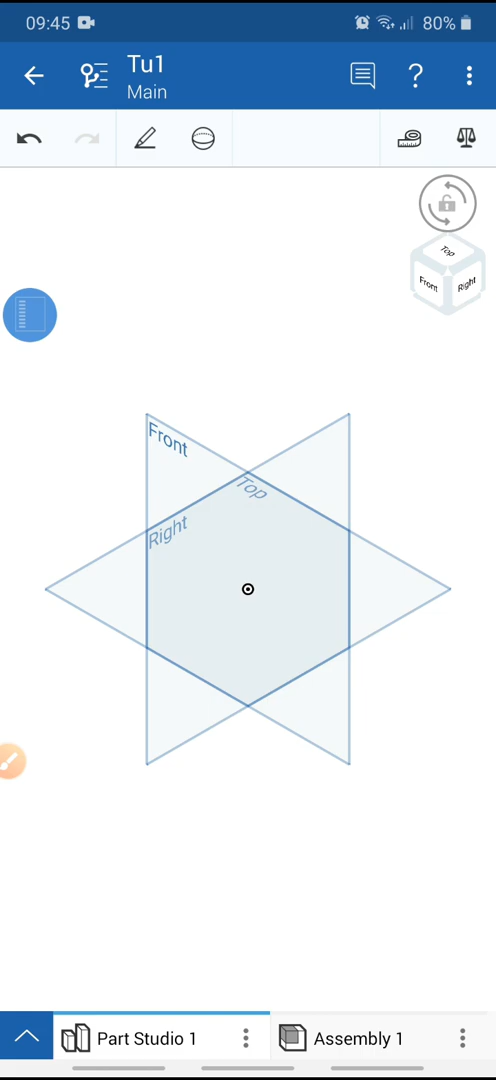 09:45
80%
Tu1
Main
?
Top
Front
Right
Front
Top
Right
Part Studio 1
Assembly 1